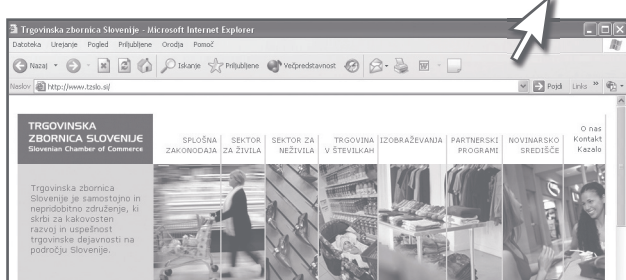 Trgovinska zbornica Slovenije - Microsoft Internet Explorer
Datoteka Urejanje Pogled Priljubljene Orodja Pomoč
Nazaj Iskanje Priljubljene Večpredstavnost
Naslov http://www.tzslo.si/ Pojdi Links »
TRGOVINSKA
ZBORNICA SLOVENIJE
Slovenian Chamber of Commerce
SPLOŠNA
ZAKONODAJA
SEKTOR
ZA ŽIVILA
SEKTOR ZA
NEŽIVILA
TRGOVINA
V ŠTEVILKAH
IZOBRAŽEVANJA
PARTNERSKI
PROGRAMI
NOVINARSKO
SREDIŠČE
O nas
Kontakt
Kazalo
Trgovinska zbornica
Slovenije je samostojno in
nepridobitno združenje, ki
skrbi za kakovosten
razvoj in uspešnost
trgovinske dejavnosti na
področju Slovenije.